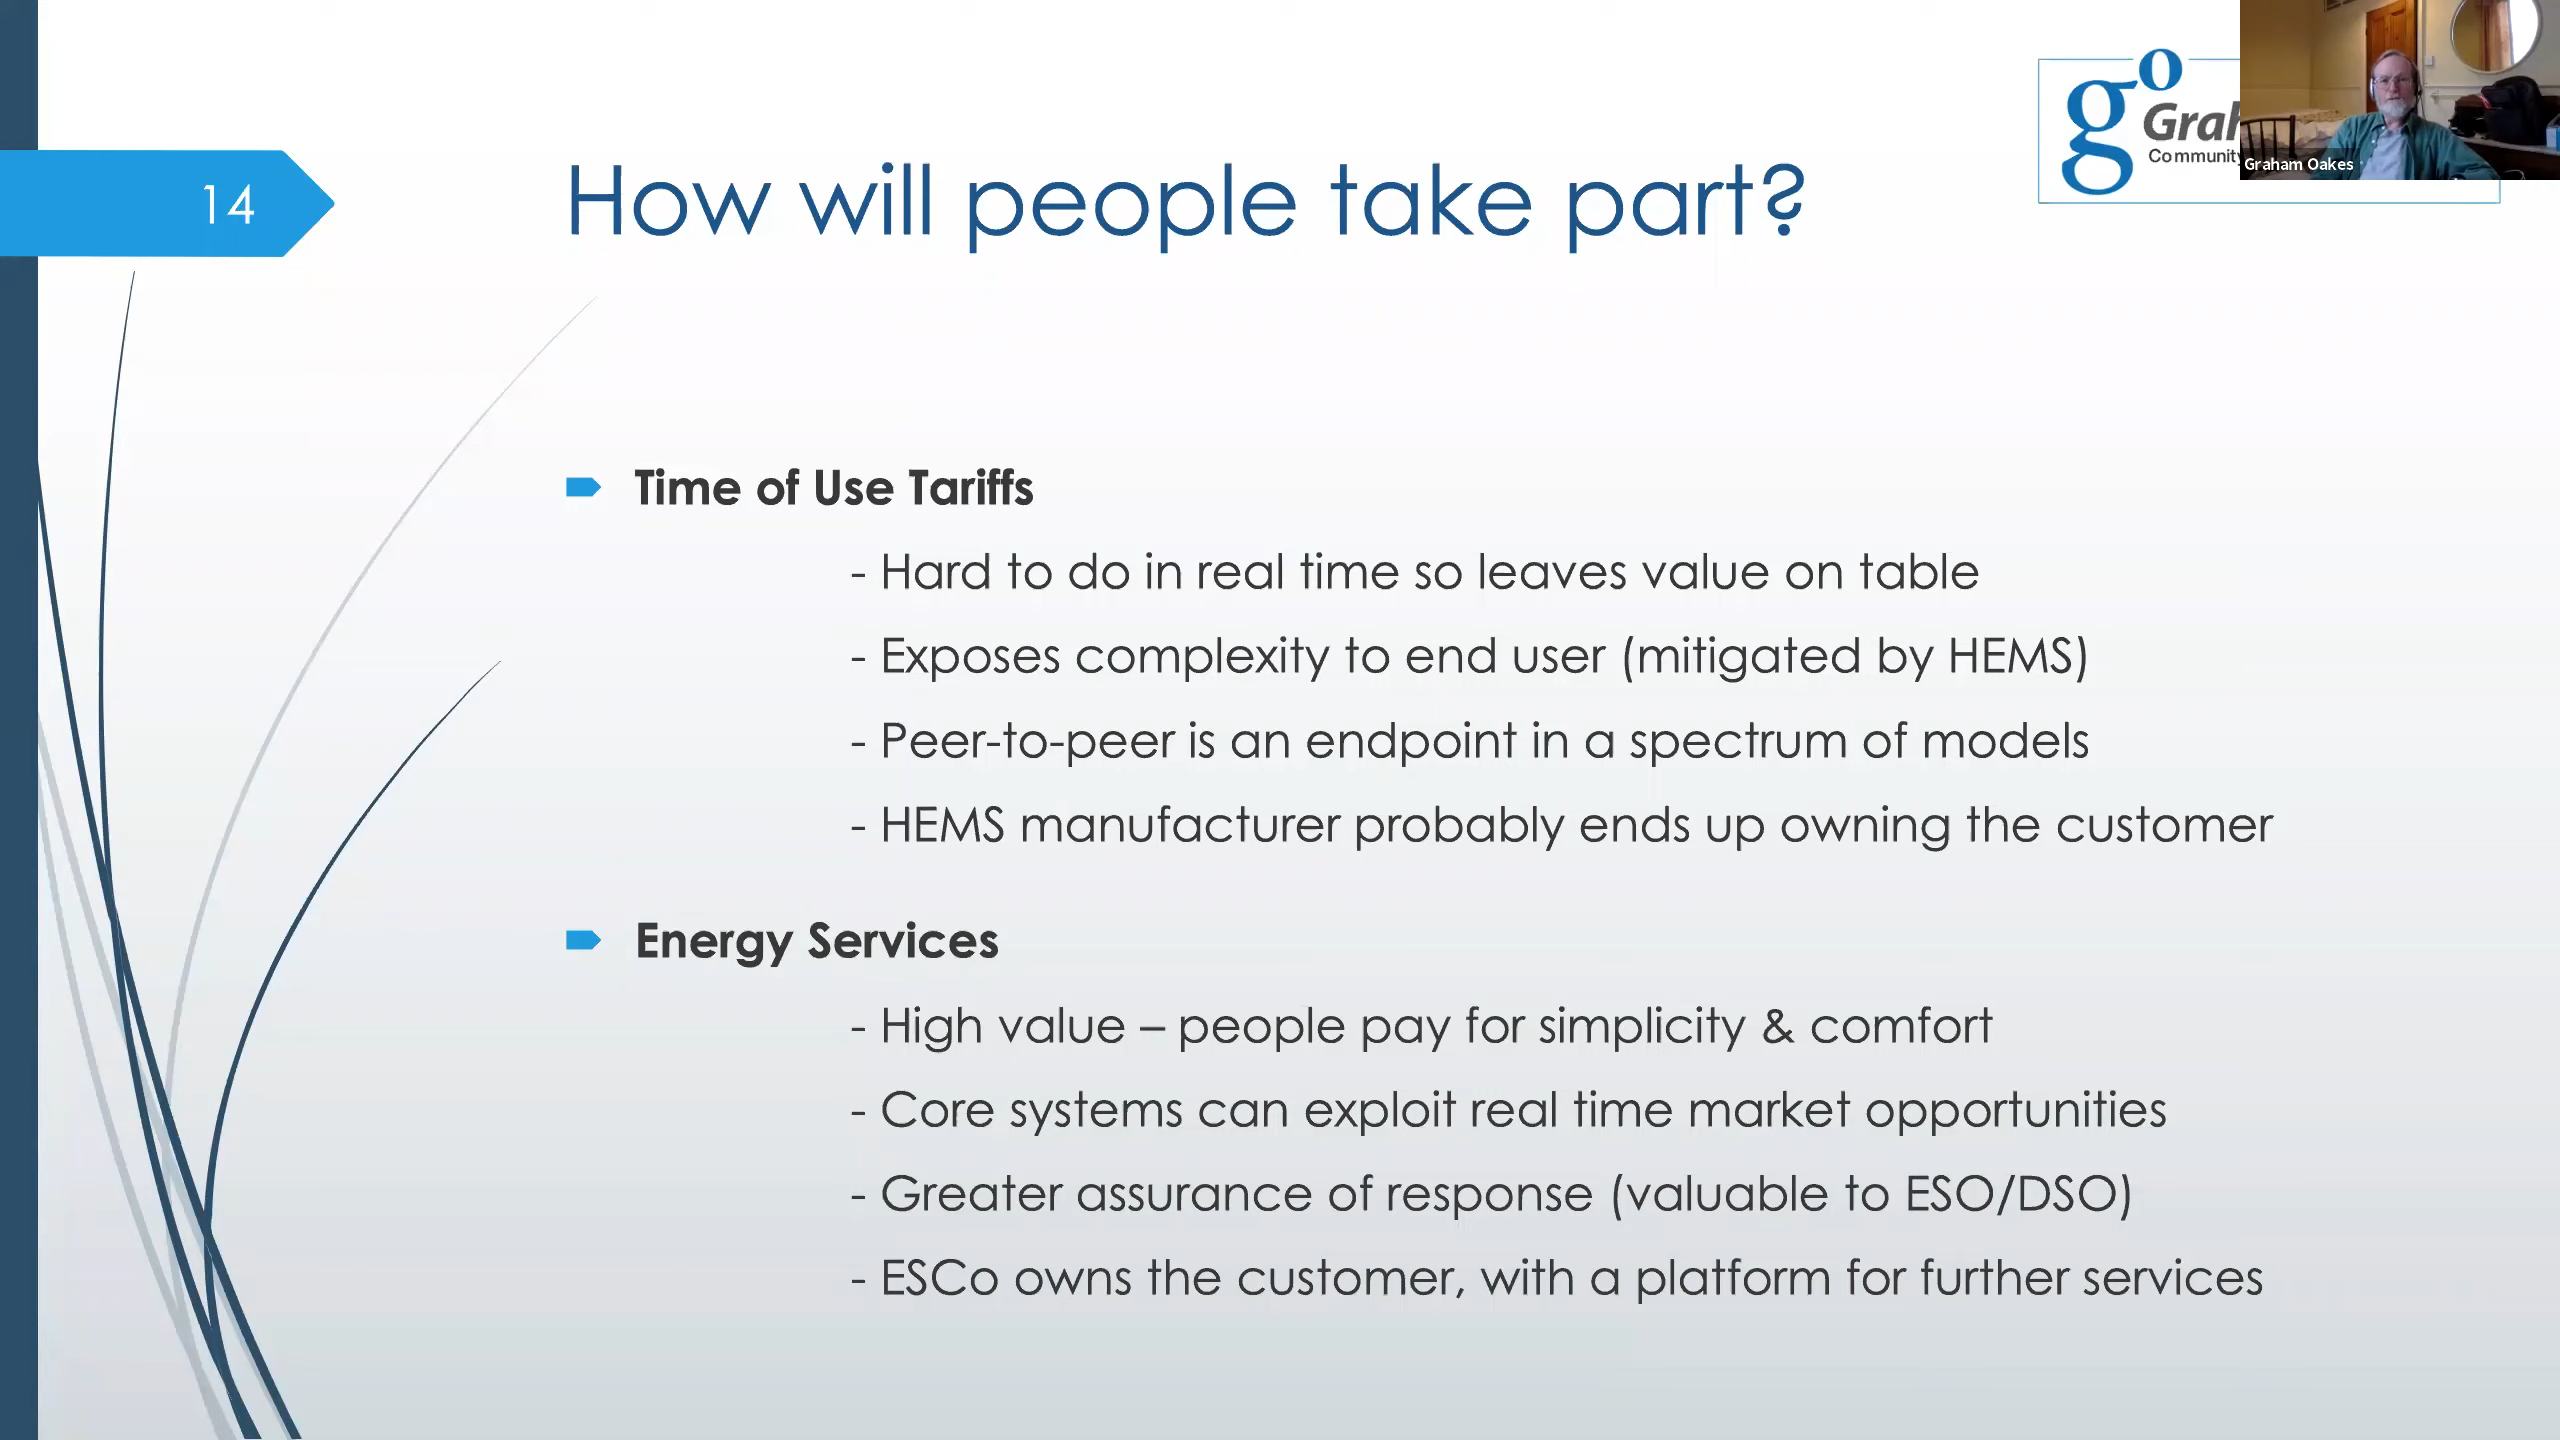 14
How will people take part?
go
Community
Graham Oakes
Time of Use Tariffs
- Hard to do in real time so leaves value on table
- Exposes complexity to end user (mitigated by HEMS)
- Peer-to-peer is an endpoint in a spectrum of models
- HEMS manufacturer probably ends up owning the customer
Energy Services
- High value – people pay for simplicity & comfort
- Core systems can exploit real time market opportunities
- Greater assurance of response (valuable to ESO/DSO)
- ESCo owns the customer, with a platform for further services